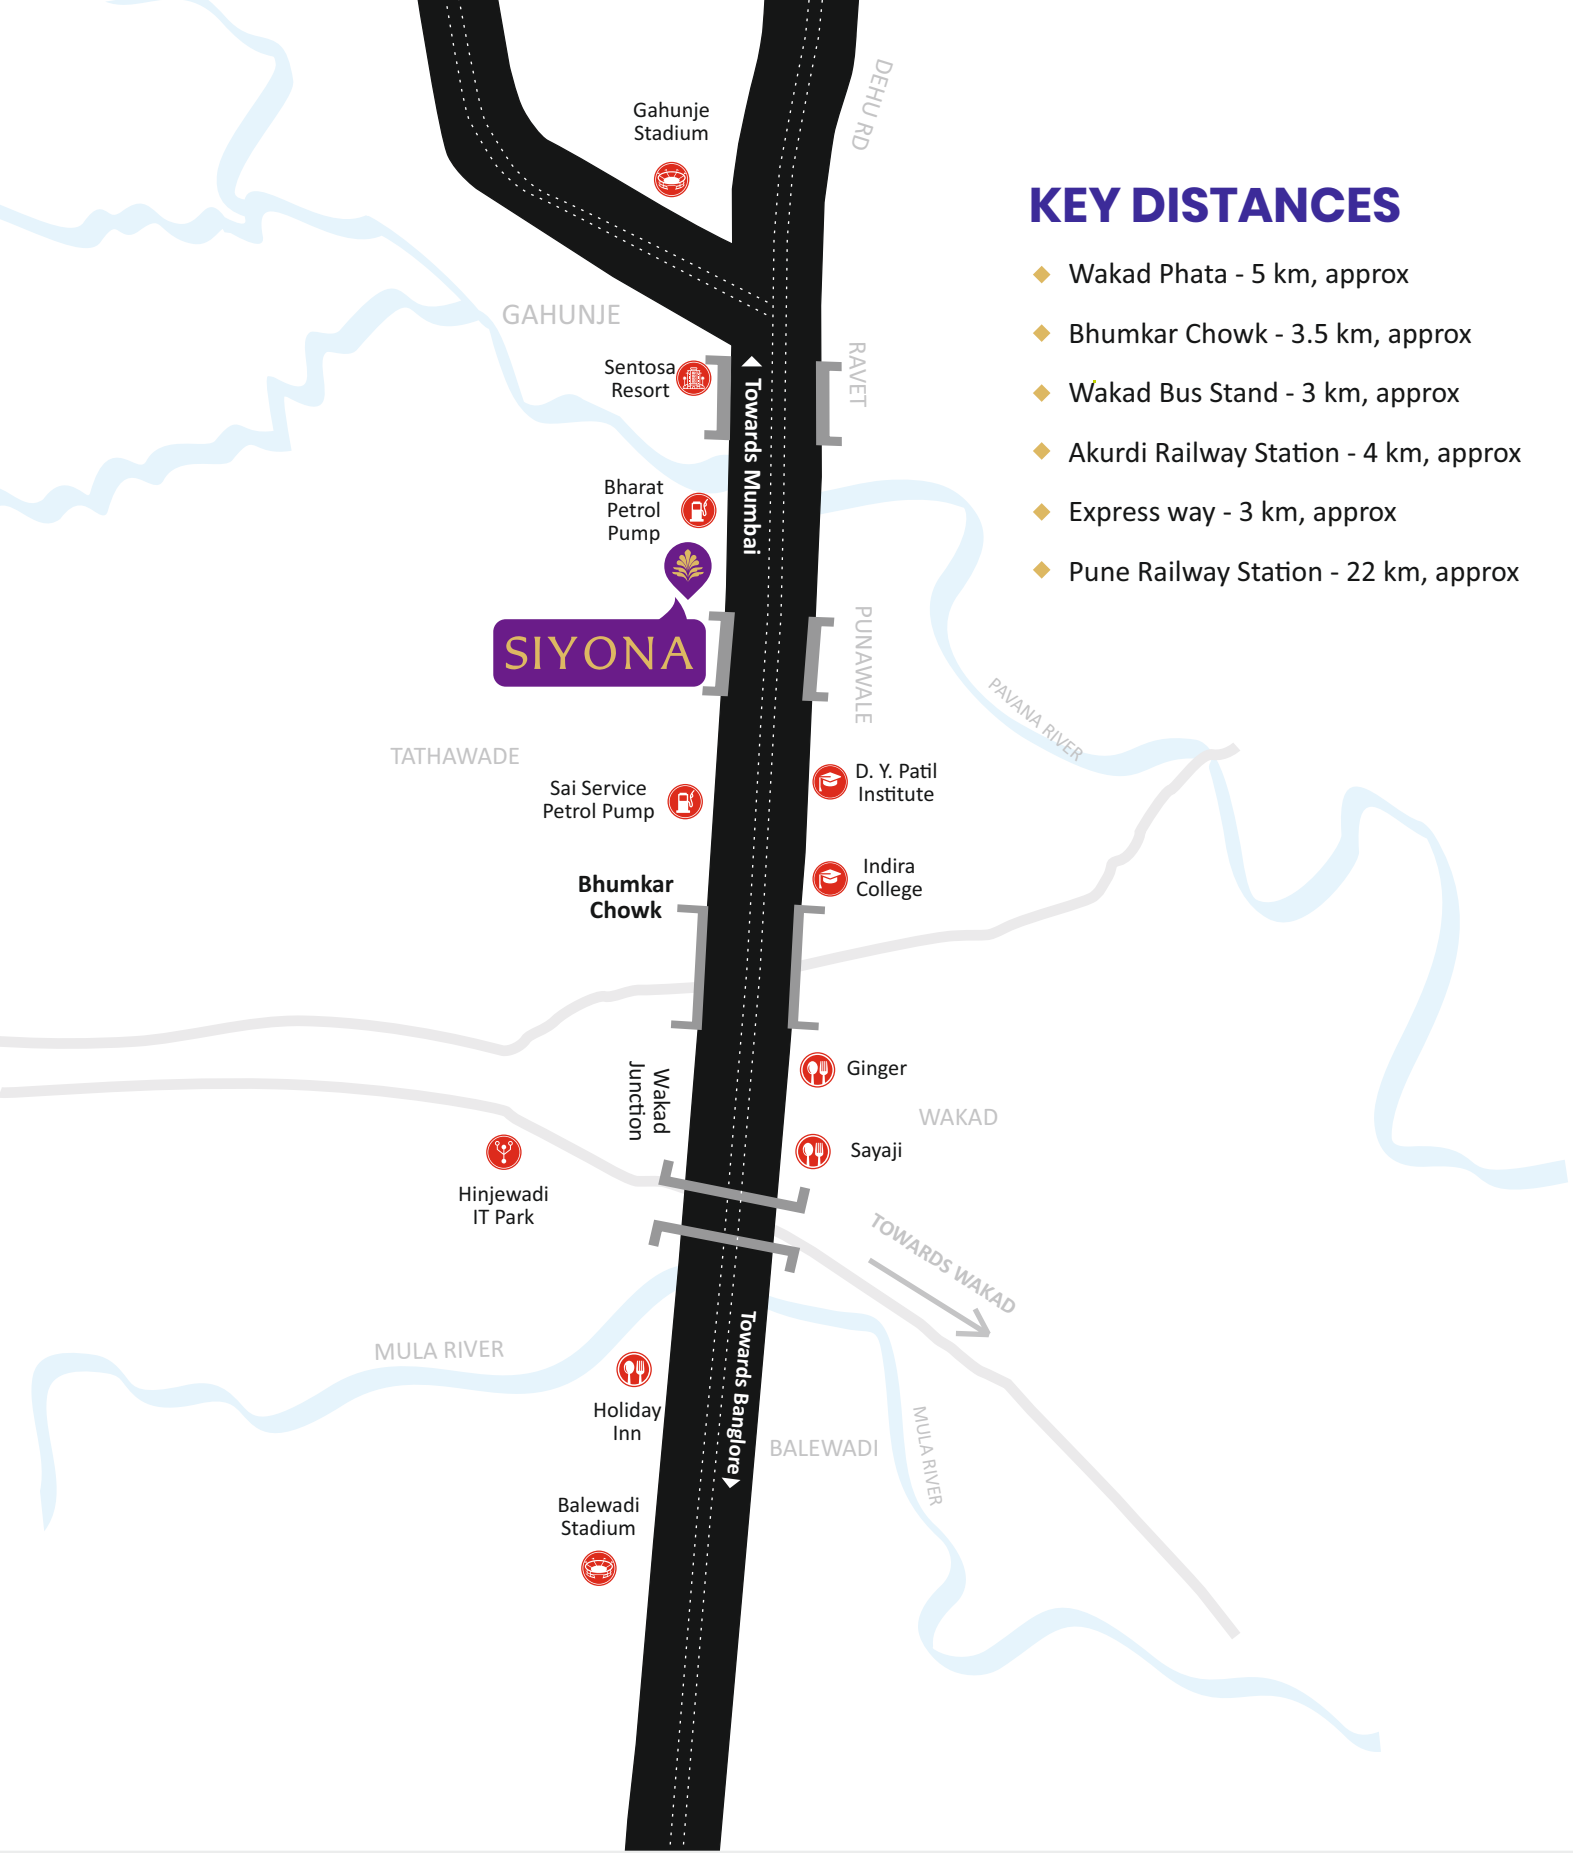 DEHU RD
Gahunje
Stadium
KEY DISTANCES
Wakad Phata - 5 km, approx
Bhumkar Chowk - 3.5 km, approx
Wakad Bus Stand - 3 km, approx
Akurdi Railway Station - 4 km, approx
Express way - 3 km, approx
Pune Railway Station - 22 km, approx
GAHUNJE
Sentosa
Resort
Towards Mumbai
RAVET
Bharat
Petrol
Pump
SIYONA
PUNAWALE
PAVANA RIVER
TATHAWADE
Sai Service
Petrol Pump
D. Y. Patil
Institute
Indira
College
Bhumkar
Chowk
Wakad
Junction
Ginger
WAKAD
Sayaji
Hinjewadi
IT Park
TOWARDS WAKAD
MULA RIVER
Towards Banglore
Holiday
Inn
BALEWADI
MULA RIVER
Balewadi
Stadium